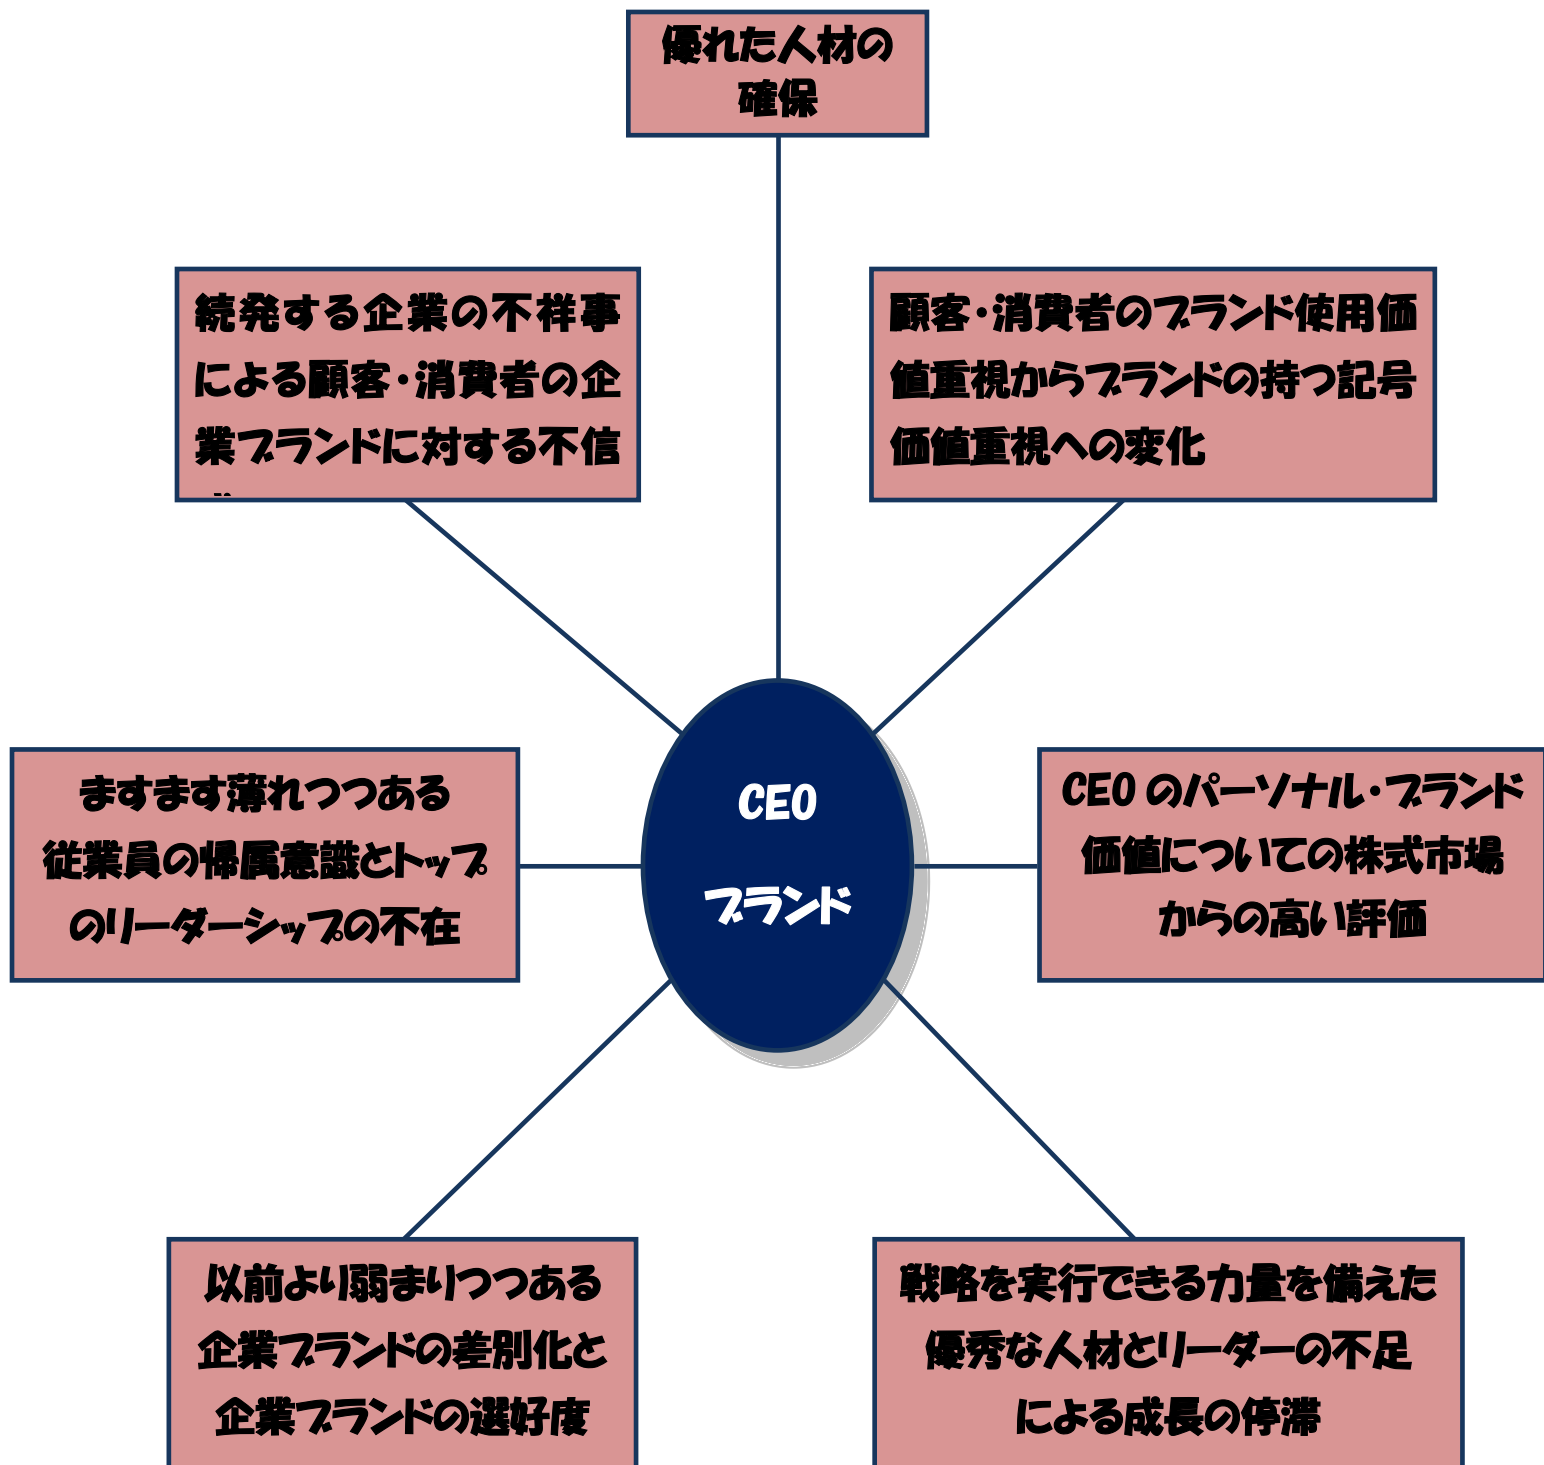 優れた人材の
確保
続発する企業の不祥事
による顧客・消費者の企
業ブランドに対する不信
顧客・消費者のブランド使用価
値重視からブランドの持つ記号
価値重視への変化
ますます薄れつつある
従業員の帰属意識とトップ
のリーダーシップの不在
CEO
ブランド
CEO のパーソナル・ブランド
価値についての株式市場
からの高い評価
以前より弱まりつつある
企業ブランドの差別化と
企業ブランドの選好度
戦略を実行できる力量を備えた
優秀な人材とリーダーの不足
による成長の停滞